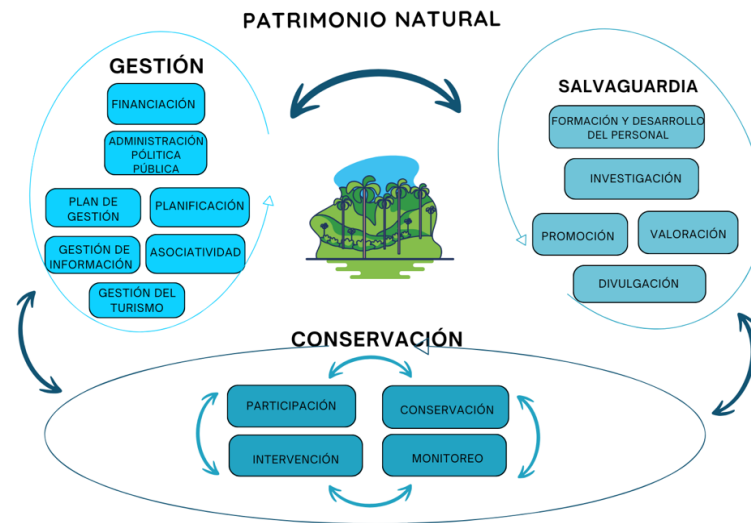 PATRIMONIO NATURAL
GESTIÓN
FINANCIACIÓN
ADMINISTRACIÓN
PÓLITICA
PÚBLICA
PLAN DE
GESTIÓN
PLANIFICACIÓN
GESTIÓN DE
INFORMACIÓN
ASOCIATIVIDAD
GESTIÓN DEL
TURISMO
SALVAGUARDIA
FORMACIÓN Y DESARROLLO
DEL PERSONAL
INVESTIGACIÓN
PROMOCIÓN
VALORACIÓN
DIVULGACIÓN
CONSERVACIÓN
PARTICIPACIÓN
CONSERVACIÓN
INTERVENCIÓN
MONITOREO